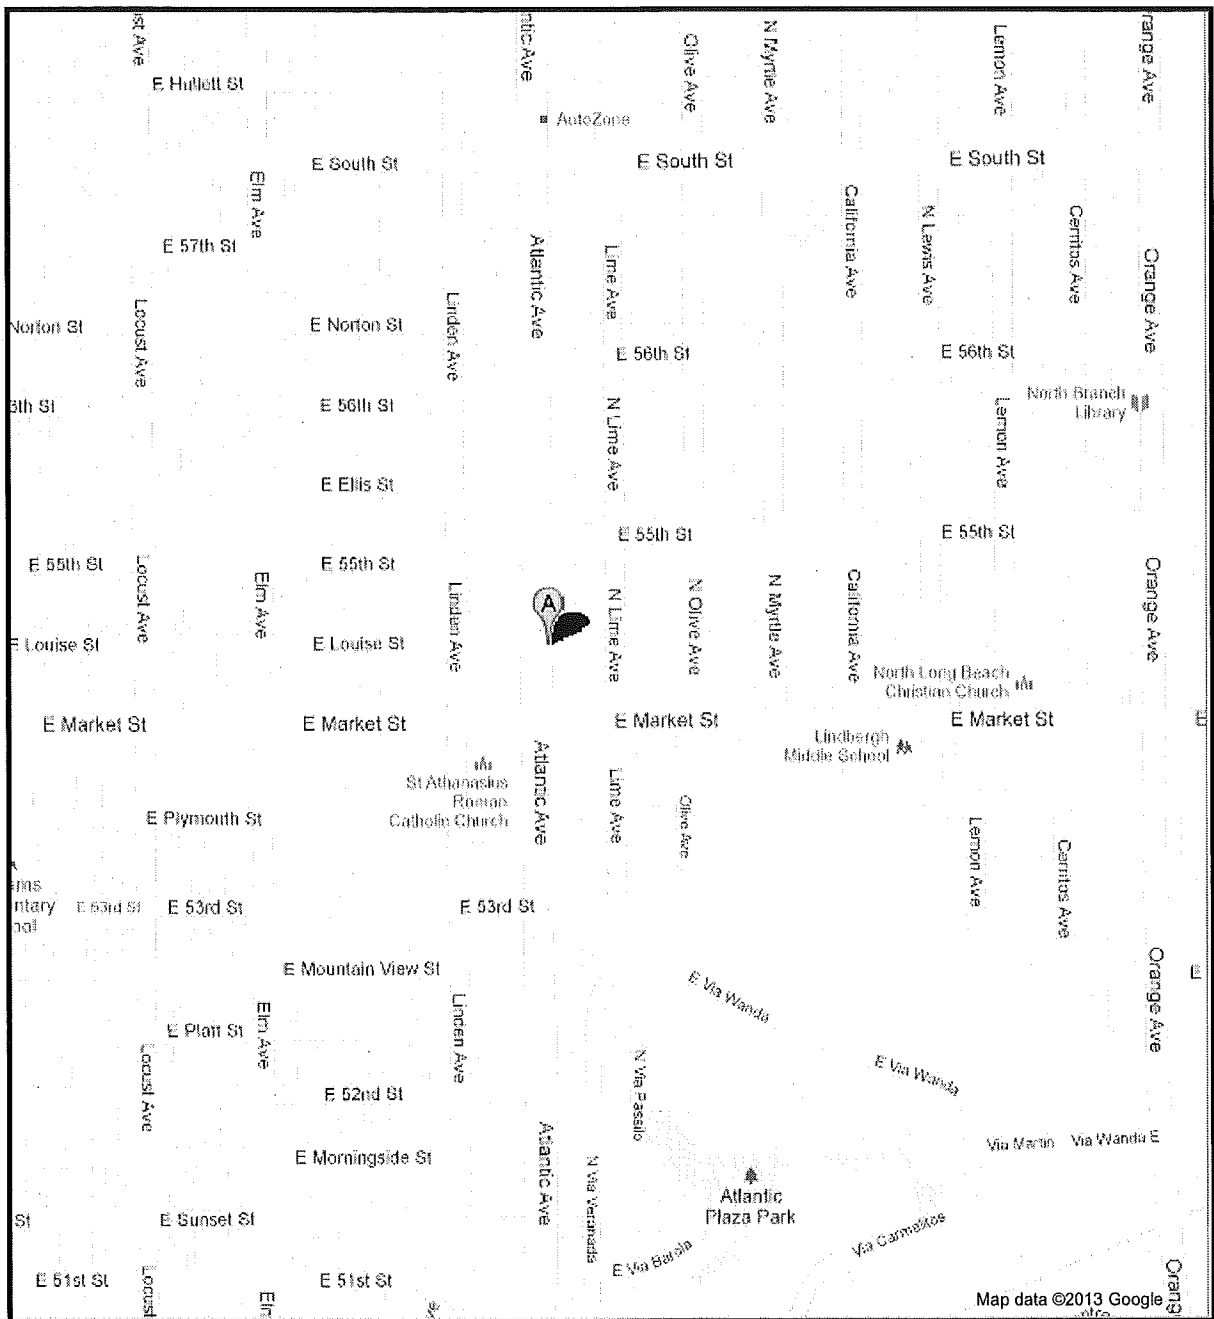 st Ave
ntic Ave
Olive Ave
N Myrtle Ave
Lemon Ave
range Ave
E Hullett St
AutoZone
E South St
E South St
E South St
Elm Ave
California Ave
N Lewis Ave
Cerritos Ave
E 57th St
Atlantic Ave
Lime Ave
Orange Ave
Norton St
Locust Ave
E Norton St
Linden Ave
E 56th St
E 56th St
6th St
E 56th St
N Lime Ave
Lemon Ave
North Branch
Library
E Ellis St
E 55th St
E 55th St
E 55th St
Locust Ave
Elm Ave
E 55th St
Linden Ave
A
N Lime Ave
N Olive Ave
N Myrtle Ave
California Ave
Orange Ave
E Louise St
E Louise St
North Long Beach
Christian Church
E Market St
E Market St
E Market St
E Market St
E
Lindbergh
Middle School
St Athanasius
Roman
Catholic Church
Atlantic Ave
Lime Ave
Olive Ave
E Plymouth St
Lemon Ave
Cerritos Ave
ams
ntary
ool
E 53rd St
E 53rd St
E 53rd St
E Mountain View St
E Via Wanda
Orange Ave
E Platt St
Elm Ave
Linden Ave
Locust Ave
N Via Passilo
E Via Wanda
E 52nd St
E Morningside St
Atlantic Ave
N Via Veranada
Via Martin
Via Wanda E
Atlantic
Plaza Park
St
E Sunset St
E Via Barola
Via Carmelitos
E 51st St
Locust
Elm
E 51st St
Orang
Map data ©2013 Google